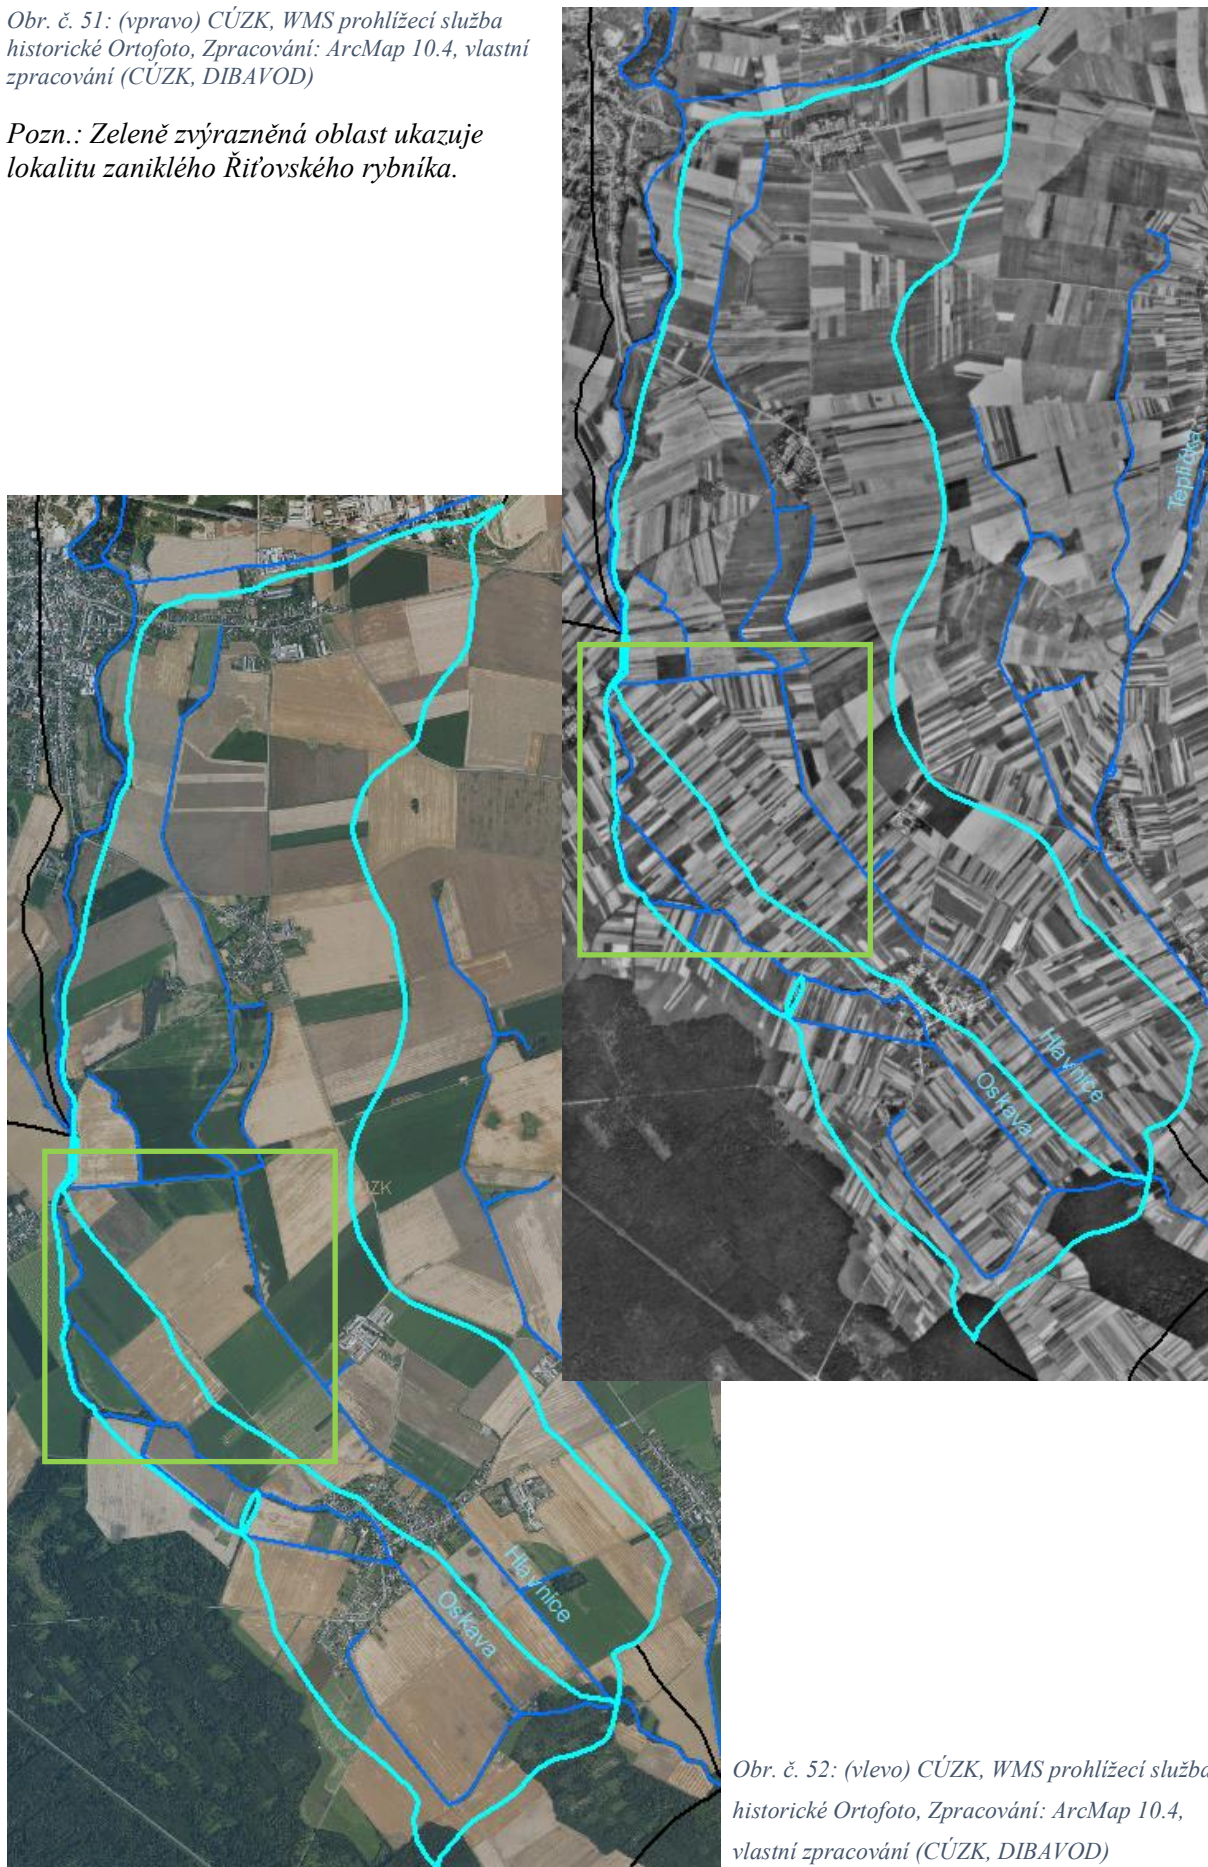 Obr. č. 51: (vpravo) CÚZK, WMS prohlížecí služba
historické Ortofoto, Zpracování: ArcMap 10.4, vlastní
zpracování (CÚZK, DIBAVOD)
Pozn.: Zeleně zvýrazněná oblast ukazuje
lokalitu zaniklého Řiťovského rybníka.
Teplička
Hlavnice
Oskava
ZK
Hlavnice
Oskava
Obr. č. 52: (vlevo) CÚZK, WMS prohlížecí služba
historické Ortofoto, Zpracování: ArcMap 10.4,
vlastní zpracování (CÚZK, DIBAVOD)